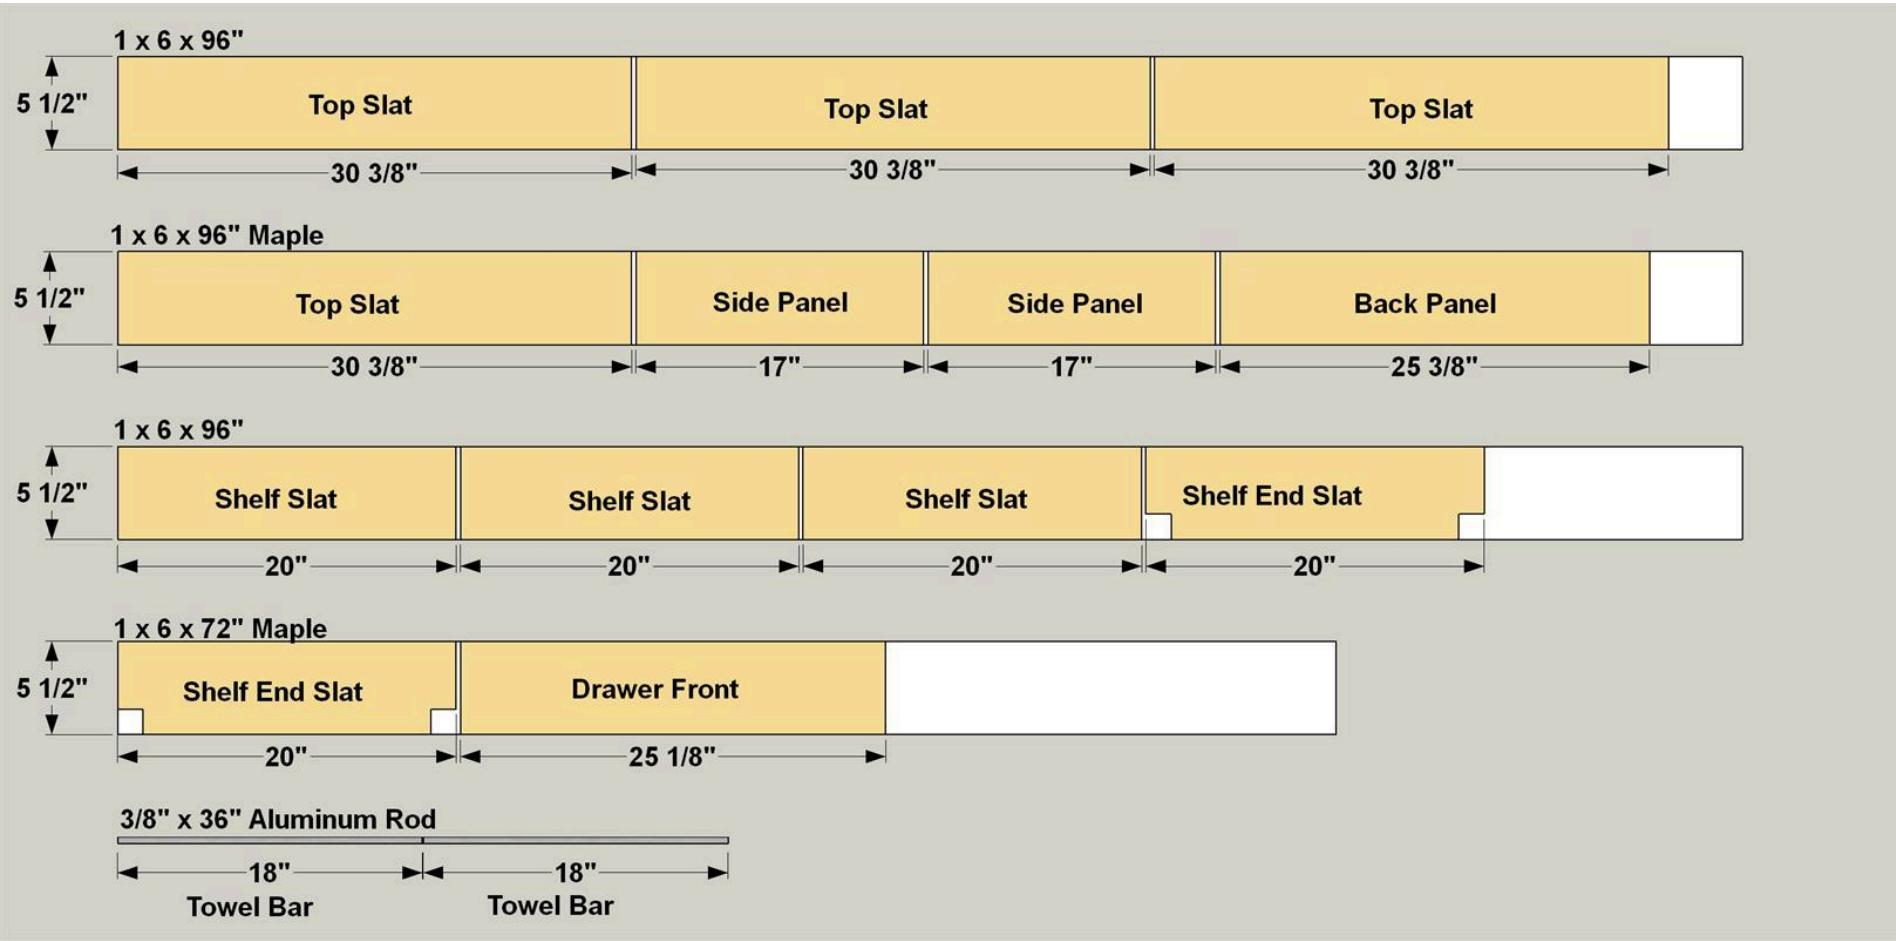 1 x 6 x 96"
5 1/2"
Top Slat
Top Slat
Top Slat
30 3/8"
30 3/8"
30 3/8"
1 x 6 x 96" Maple
5 1/2"
Top Slat
Side Panel
Side Panel
Back Panel
30 3/8"
17"
17"
25 3/8"
1 x 6 x 96"
5 1/2"
Shelf Slat
Shelf Slat
Shelf Slat
Shelf End Slat
20"
20"
20"
20"
1 x 6 x 72" Maple
5 1/2"
Shelf End Slat
Drawer Front
20"
25 1/8"
3/8" x 36" Aluminum Rod
18"
18"
Towel Bar
Towel Bar